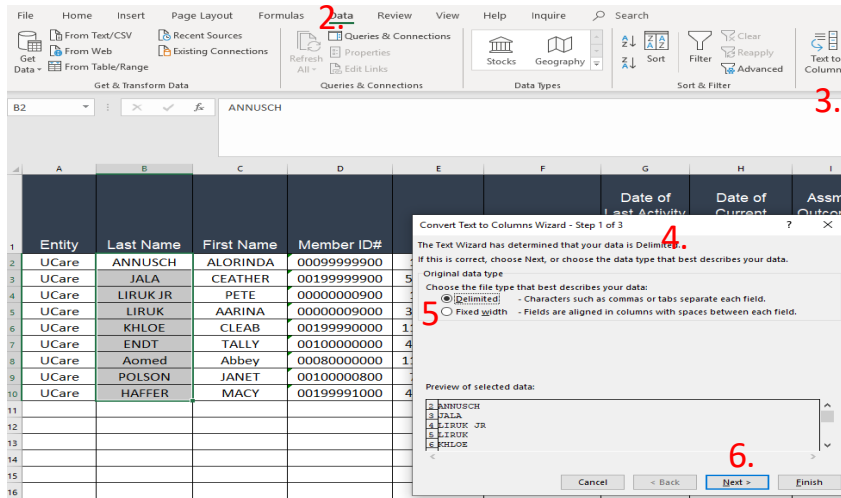 File Home Insert Page Layout Formulas Data Review View Help Inquire Search
2.
Get Data
From Text/CSV
From Web
From Table/Range
Recent Sources
Existing Connections
Get & Transform Data
Refresh All
Queries & Connections
Properties
Edit Links
Queries & Connections
Stocks
Geography
Data Types
Sort
Filter
Clear
Reapply
Advanced
Sort & Filter
Text to
Column
3.
B2 fx ANNUSCH
A B C D E F G H I
1 Entity Last Name First Name Member ID# Date of Last Activity Date of Current Assm Outcor
2 UCare ANNUSCH ALORINDA 00099999900
3 UCare JALA CEATHER 00199999900 5
4 UCare LIRUK JR PETE 00000000900
5 UCare LIRUK AARINA 00000009000 3
6 UCare KHLOE CLEAB 00199990000 11
7 UCare ENDT TALLY 00100000000 4
8 UCare Aomed Abbey 00080000000 11
9 UCare POLSON JANET 00100000800
10 UCare HAFFER MACY 00199991000 4
11
12
13
14
15
16
Convert Text to Columns Wizard - Step 1 of 3 ? ×
4.
The Text Wizard has determined that your data is Delimited.
If this is correct, choose Next, or choose the data type that best describes your data.
Original data type
Choose the file type that best describes your data:
5
Delimited - Characters such as commas or tabs separate each field.
Fixed width - Fields are aligned in columns with spaces between each field.
Preview of selected data:
2 ANNUSCH
3 JALA
4 LIRUK JR
5 LIRUK
6 KHLOE
6.
Cancel < Back Next > Finish